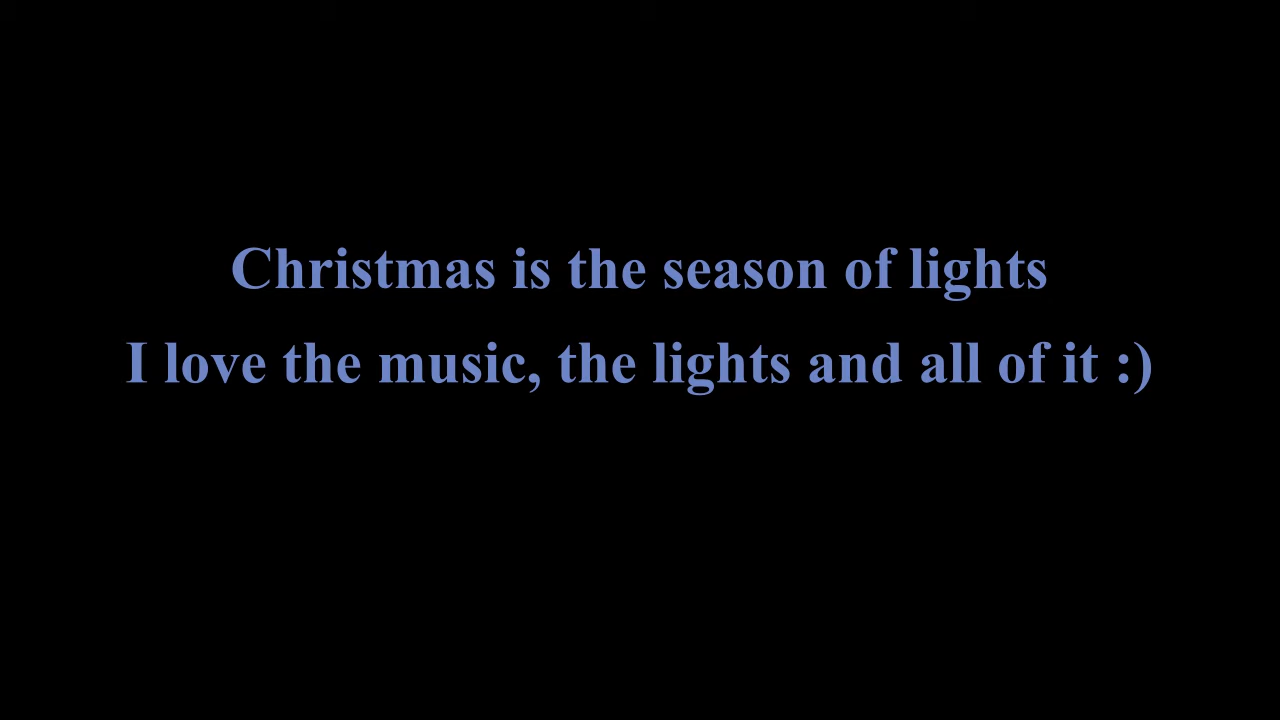 Christmas is the season of lights
I love the music, the lights and all of it :)